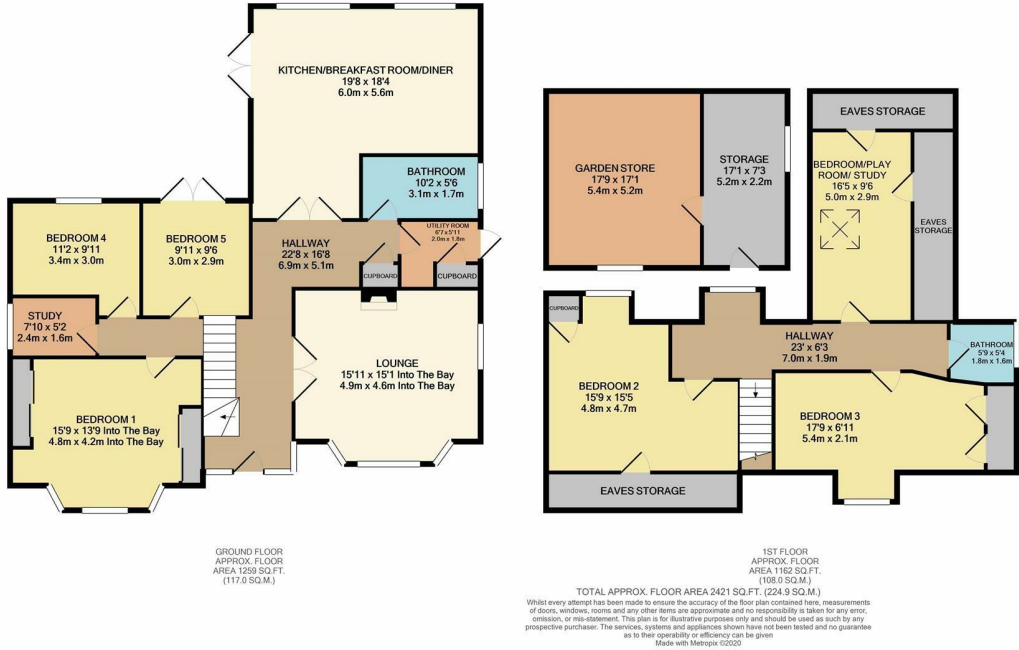 KITCHEN/BREAKFAST ROOM/DINER
19'8 x 18'4
6.0m x 5.6m
BATHROOM
10'2 x 5'6
3.1m x 1.7m
UTILITY ROOM
6'7 x 5'11
2.0m x 1.8m
BEDROOM 4
11'2 x 9'11
3.4m x 3.0m
BEDROOM 5
9'11 x 9'6
3.0m x 2.9m
HALLWAY
22'8 x 16'8
6.9m x 5.1m
CUPBOARD
CUPBOARD
STUDY
7'10 x 5'2
2.4m x 1.6m
LOUNGE
15'11 x 15'1 Into The Bay
4.9m x 4.6m Into The Bay
BEDROOM 1
15'9 x 13'9 Into The Bay
4.8m x 4.2m Into The Bay
GROUND FLOOR
APPROX. FLOOR
AREA 1259 SQ.FT.
(117.0 SQ.M.)
GARDEN STORE
17'9 x 17'1
5.4m x 5.2m
STORAGE
17'1 x 7'3
5.2m x 2.2m
EAVES STORAGE
BEDROOM/PLAY
ROOM/ STUDY
16'5 x 9'6
5.0m x 2.9m
EAVES
STORAGE
CUPBOARD
HALLWAY
23' x 6'3
7.0m x 1.9m
BATHROOM
5'9 x 5'4
1.8m x 1.6m
BEDROOM 2
15'9 x 15'5
4.8m x 4.7m
BEDROOM 3
17'9 x 6'11
5.4m x 2.1m
EAVES STORAGE
1ST FLOOR
APPROX. FLOOR
AREA 1162 SQ.FT.
(108.0 SQ.M.)
TOTAL APPROX. FLOOR AREA 2421 SQ.FT. (224.9 SQ.M.)
Whilst every attempt has been made to ensure the accuracy of the floor plan contained here, measurements
of doors, windows, rooms and any other items are approximate and no responsibility is taken for any error,
omission, or mis-statement. This plan is for illustrative purposes only and should be used as such by any
prospective purchaser. The services, systems and appliances shown have not been tested and no guarantee
as to their operability or efficiency can be given
Made with Metropix ©2020